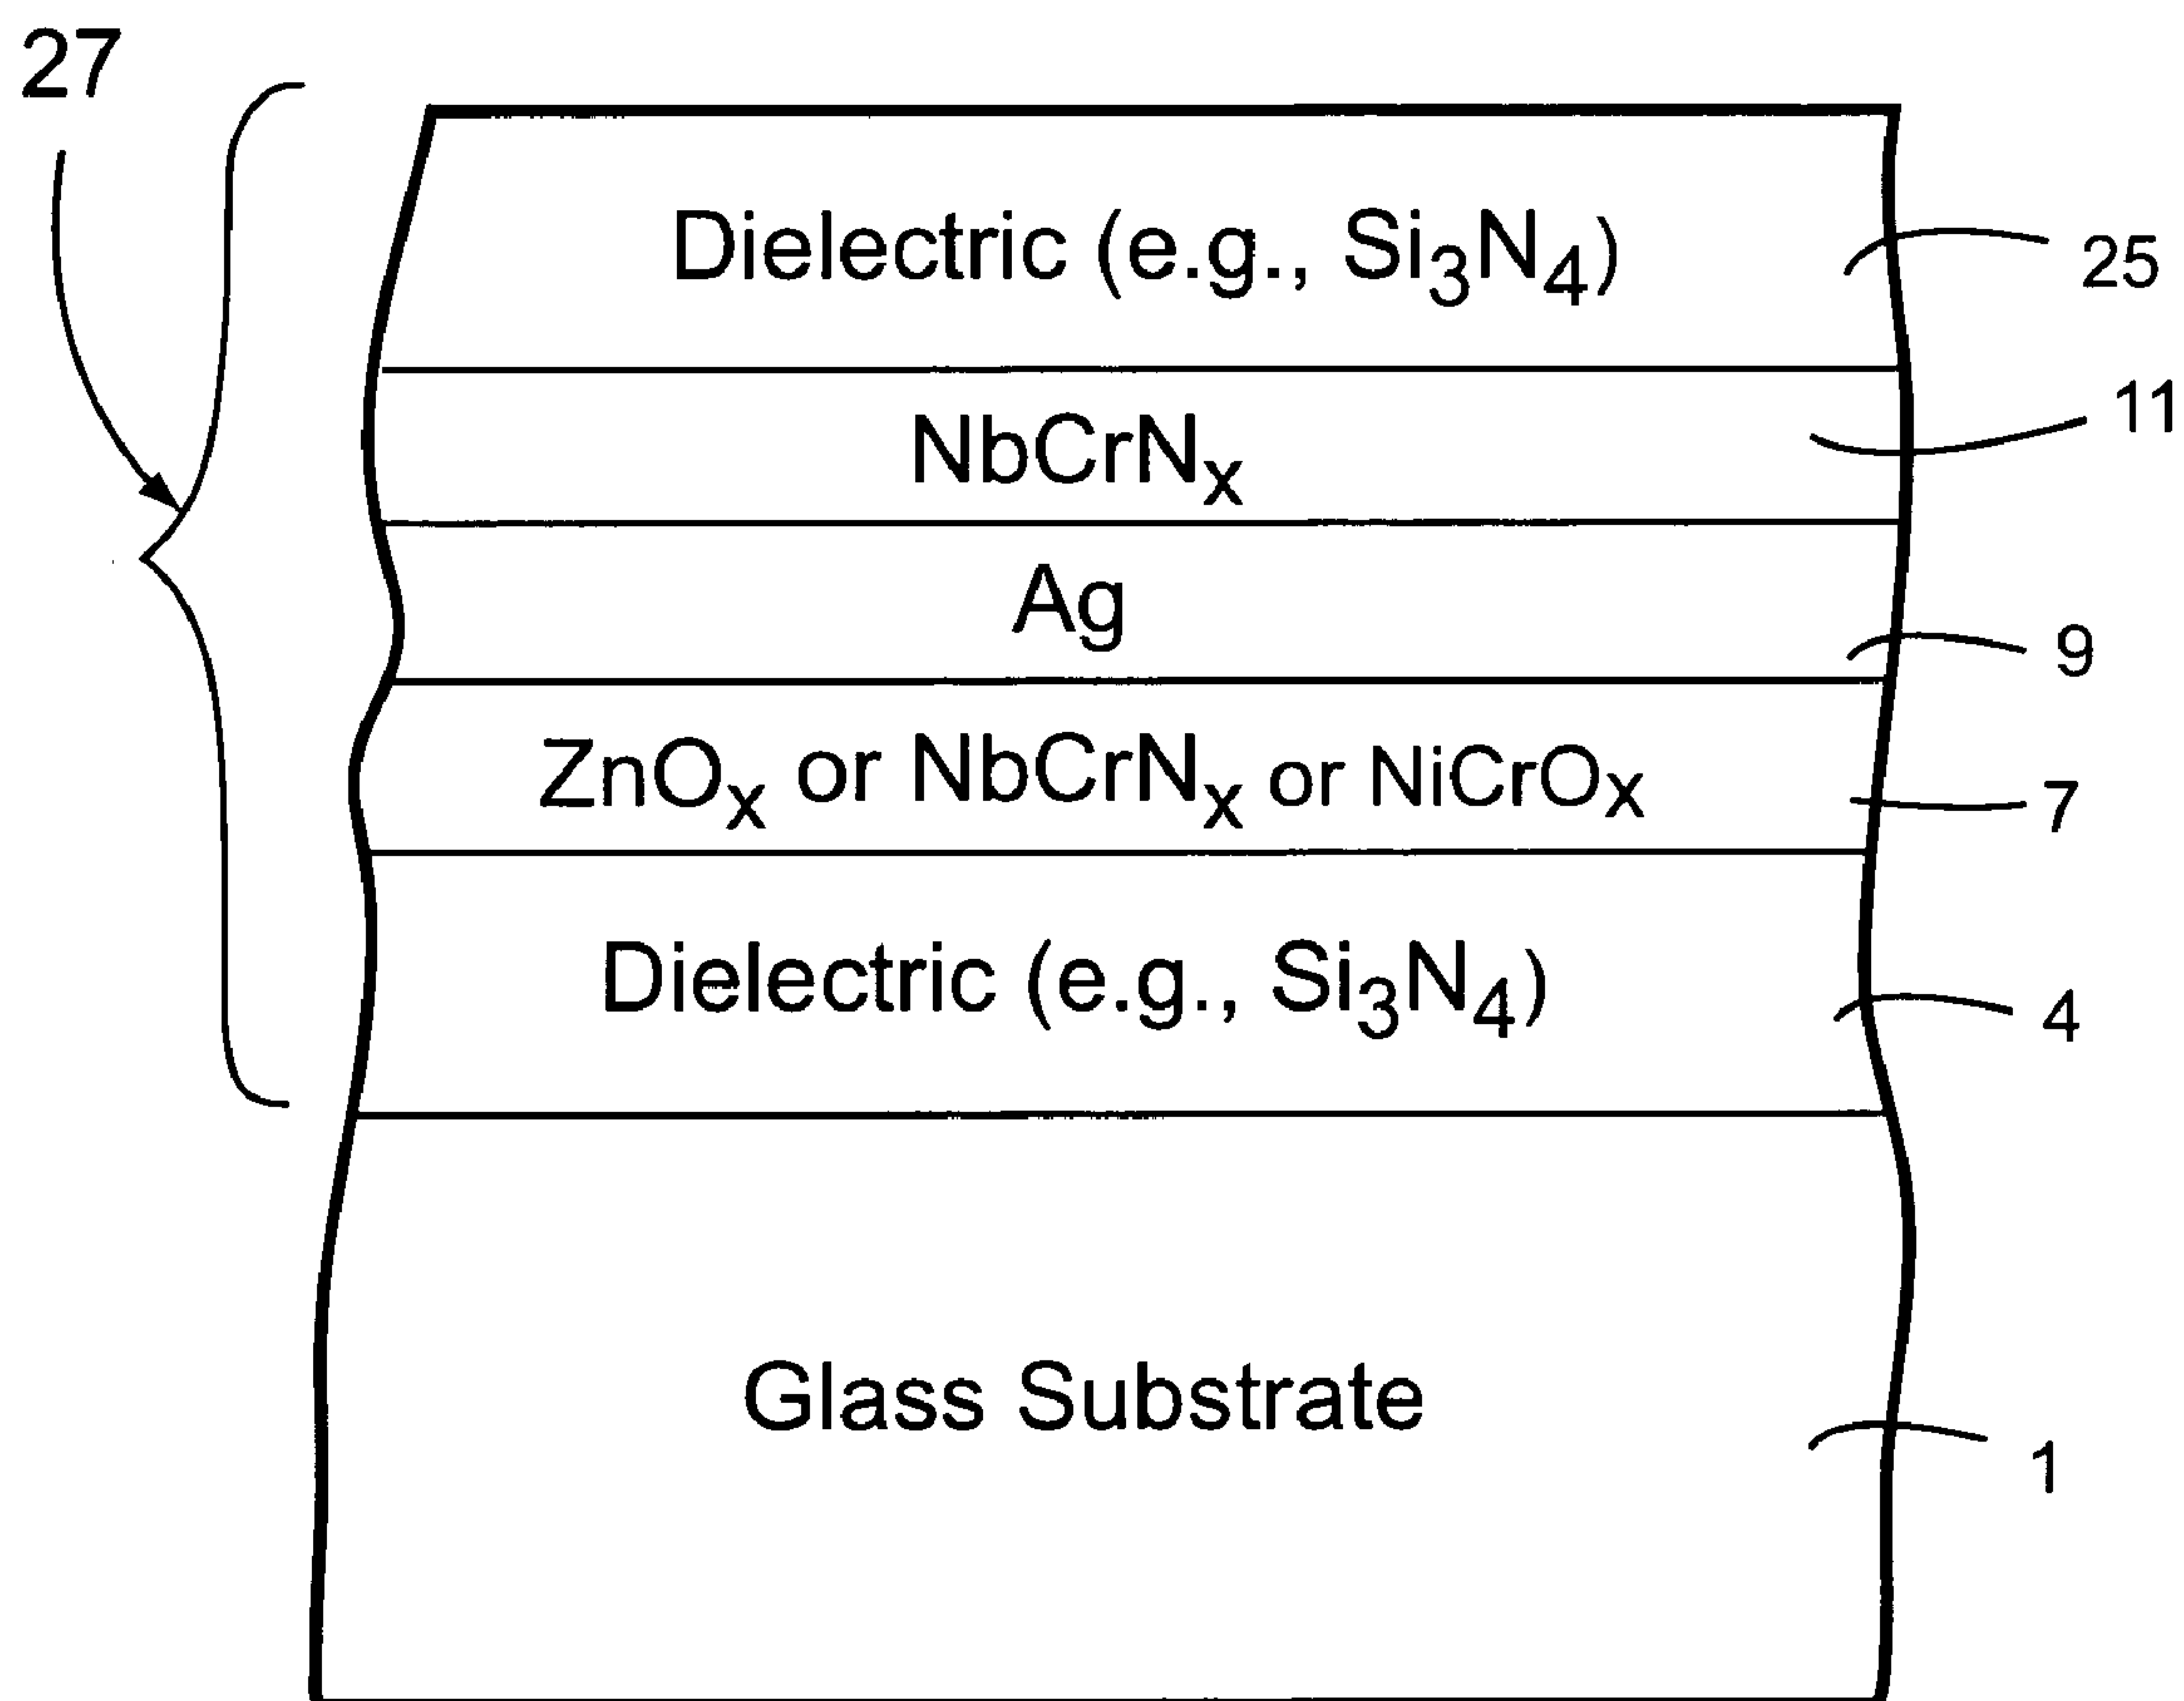 27
Dielectric (e.g., Si₃N₄)
25
NbCrNₓ
11
Ag
9
ZnOₓ or NbCrNₓ or NiCrOₓ
7
Dielectric (e.g., Si₃N₄)
4
Glass Substrate
1